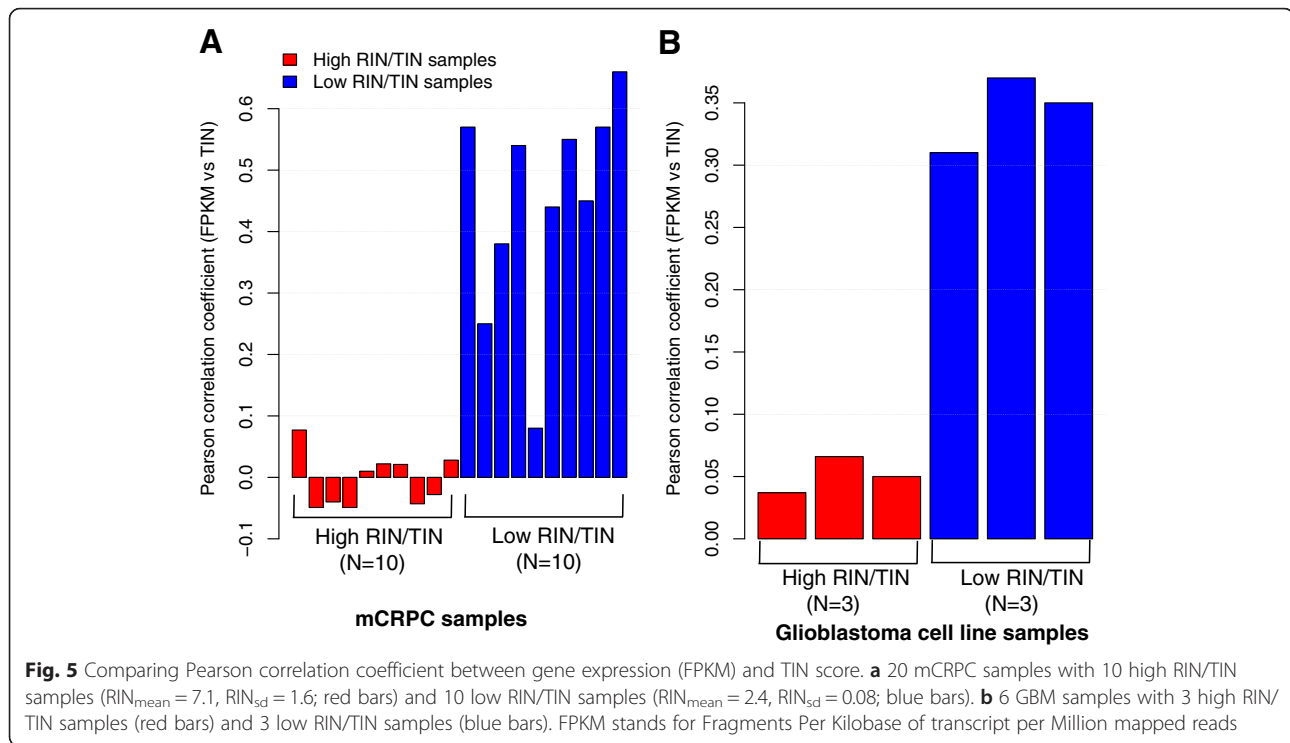 A
High RIN/TIN samples
Low RIN/TIN samples
Pearson correlation coefficient (FPKM vs TIN)
0.6
0.5
0.4
0.3
0.2
0.1
0.0
−0.1
High RIN/TIN
(N=10)
Low RIN/TIN
(N=10)
mCRPC samples
B
Pearson correlation coefficient (FPKM vs TIN)
0.35
0.30
0.25
0.20
0.15
0.10
0.05
0.00
High RIN/TIN
(N=3)
Low RIN/TIN
(N=3)
Glioblastoma cell line samples
Fig. 5 Comparing Pearson correlation coefficient between gene expression (FPKM) and TIN score. a 20 mCRPC samples with 10 high RIN/TIN
samples (RINmean = 7.1, RINsd = 1.6; red bars) and 10 low RIN/TIN samples (RINmean = 2.4, RINsd = 0.08; blue bars). b 6 GBM samples with 3 high RIN/
TIN samples (red bars) and 3 low RIN/TIN samples (blue bars). FPKM stands for Fragments Per Kilobase of transcript per Million mapped reads